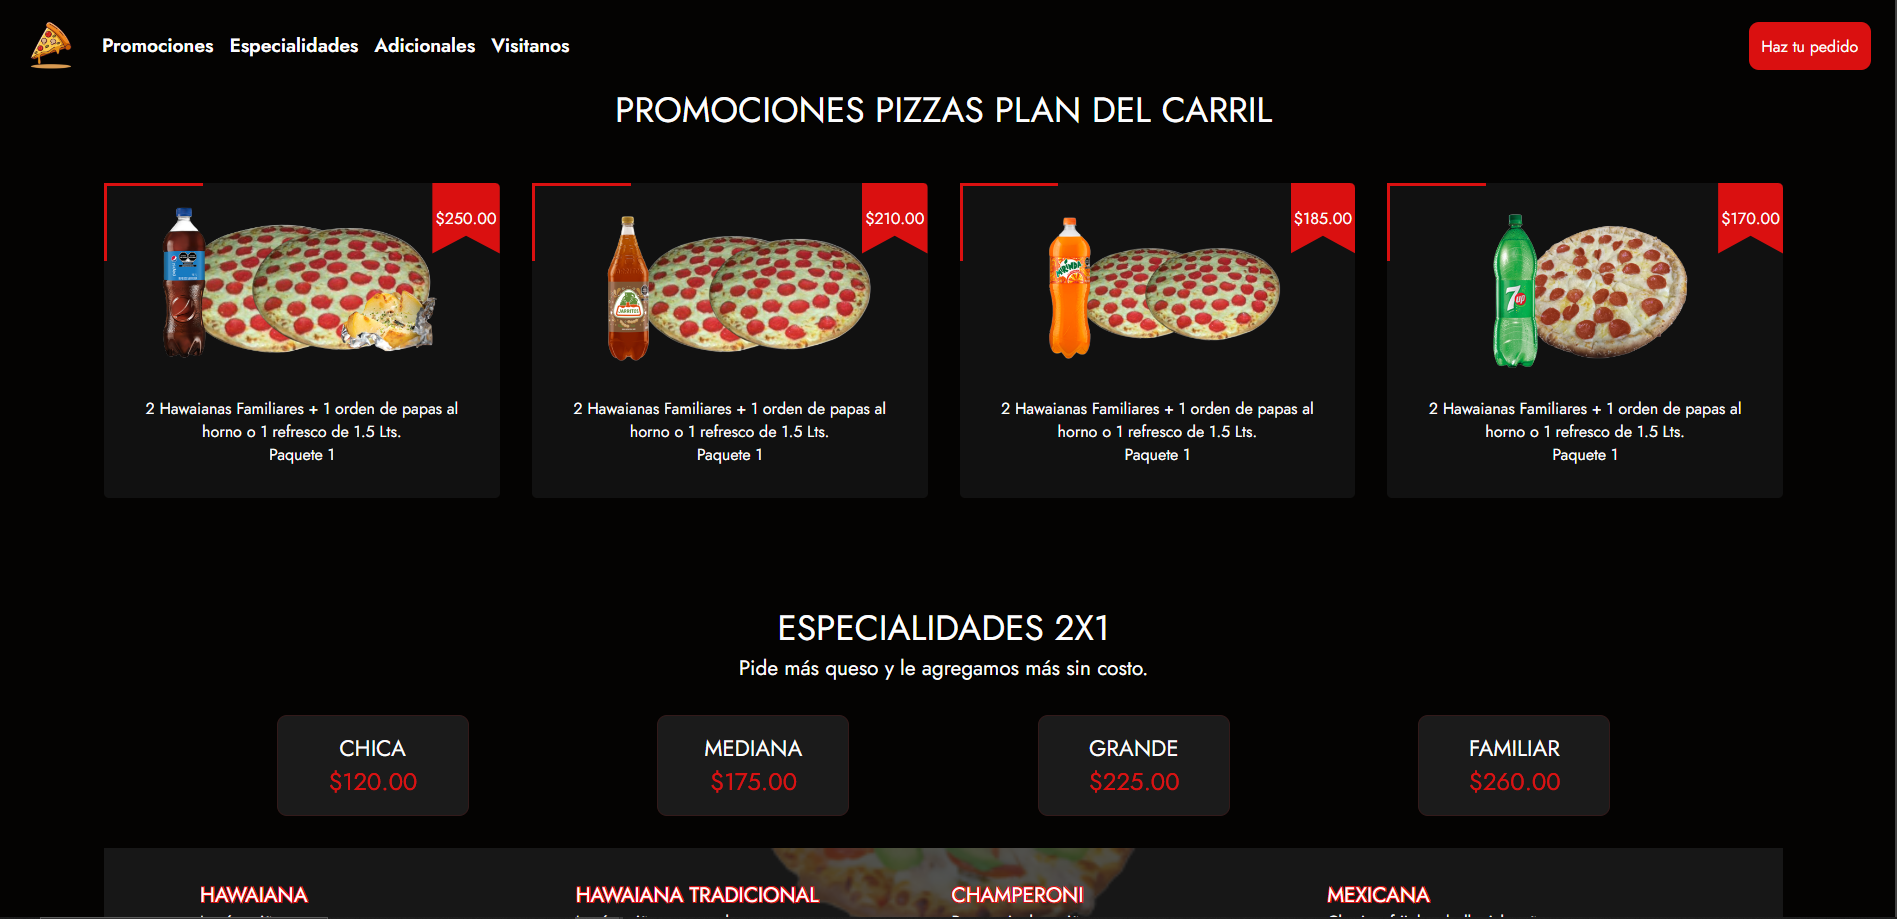 Promociones Especialidades Adicionales Visitanos
Haz tu pedido
PROMOCIONES PIZZAS PLAN DEL CARRIL
$250.00
2 Hawaianas Familiares + 1 orden de papas al
horno o 1 refresco de 1.5 Lts.
Paquete 1
$210.00
JARRITOS
2 Hawaianas Familiares + 1 orden de papas al
horno o 1 refresco de 1.5 Lts.
Paquete 1
$185.00
MIRINDA
2 Hawaianas Familiares + 1 orden de papas al
horno o 1 refresco de 1.5 Lts.
Paquete 1
$170.00
7up
2 Hawaianas Familiares + 1 orden de papas al
horno o 1 refresco de 1.5 Lts.
Paquete 1
ESPECIALIDADES 2X1
Pide más queso y le agregamos más sin costo.
CHICA
$120.00
MEDIANA
$175.00
GRANDE
$225.00
FAMILIAR
$260.00
HAWAIANA
HAWAIANA TRADICIONAL
CHAMPERONI
MEXICANA